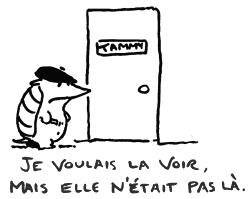 TAMMY
JE VOULAIS LA VOIR,
MAIS ELLE N'ÉTAIT PAS LÀ.